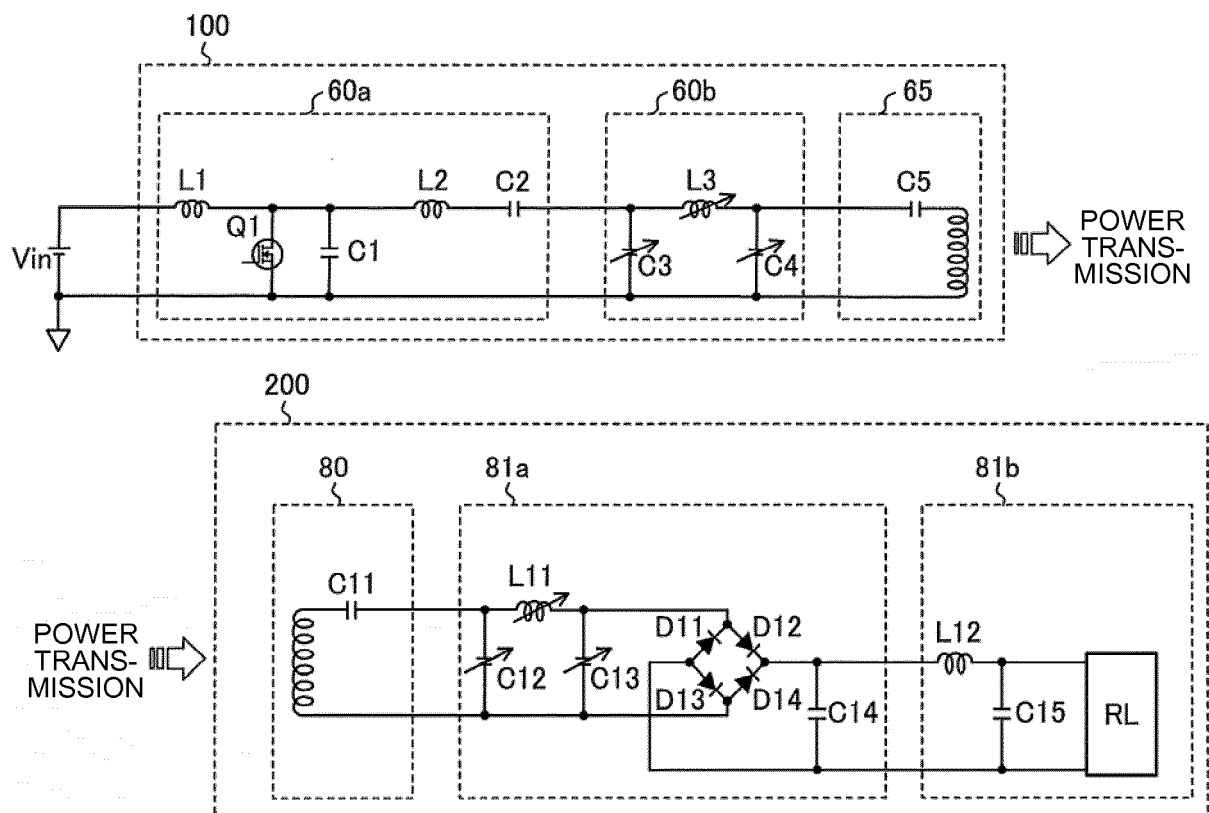 100
60a
60b
65
L1
L2
C2
L3
C5
Q1
C1
C3
C4
Vin
POWER
TRANS-
MISSION
200
80
81a
81b
C11
L11
D11
D12
L12
POWER
TRANS-
MISSION
C12
C13
D13
D14
C14
C15
RL